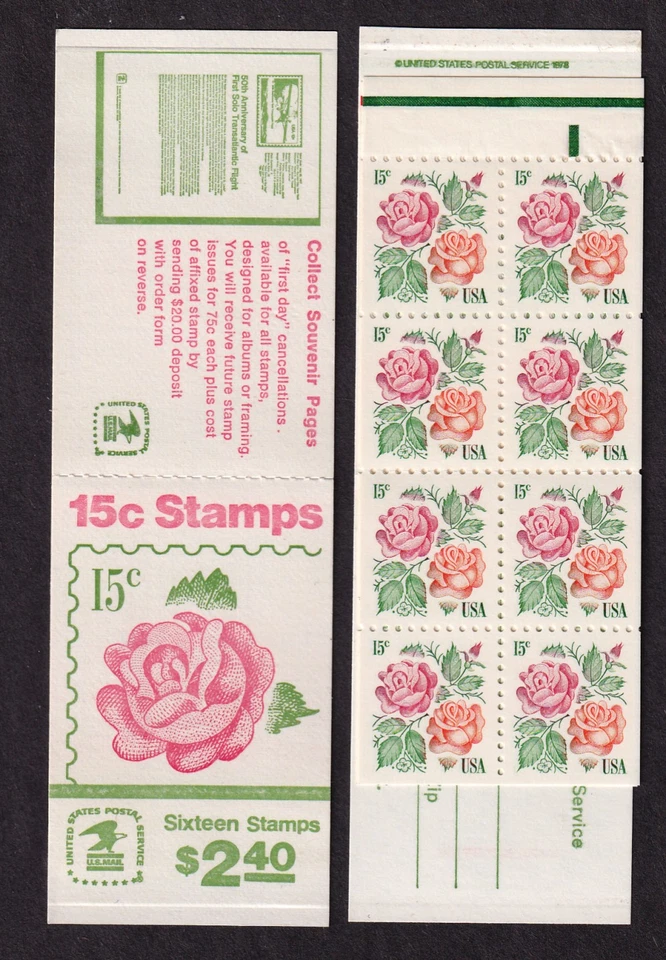 50th Anniversary of
First Solo Transatlantic Flight
Collect Souvenir Pages
of "first day" cancellations .
available for all stamps,
designed for albums or framing.
You will receive future stamp
issues for 75c each plus cost
of affixed stamp by
sending $20.00 deposit
with order form
on reverse.
UNITED STATES POSTAL SERVICE
U.S.MAIL
15c Stamps
15c
UNITED STATES POSTAL SERVICE
U.S.MAIL
Sixteen Stamps
$2.40
© UNITED STATES POSTAL SERVICE 1978
15c
USA
15c
USA
15c
USA
15c
USA
15c
USA
15c
USA
15c
USA
15c
USA
Service